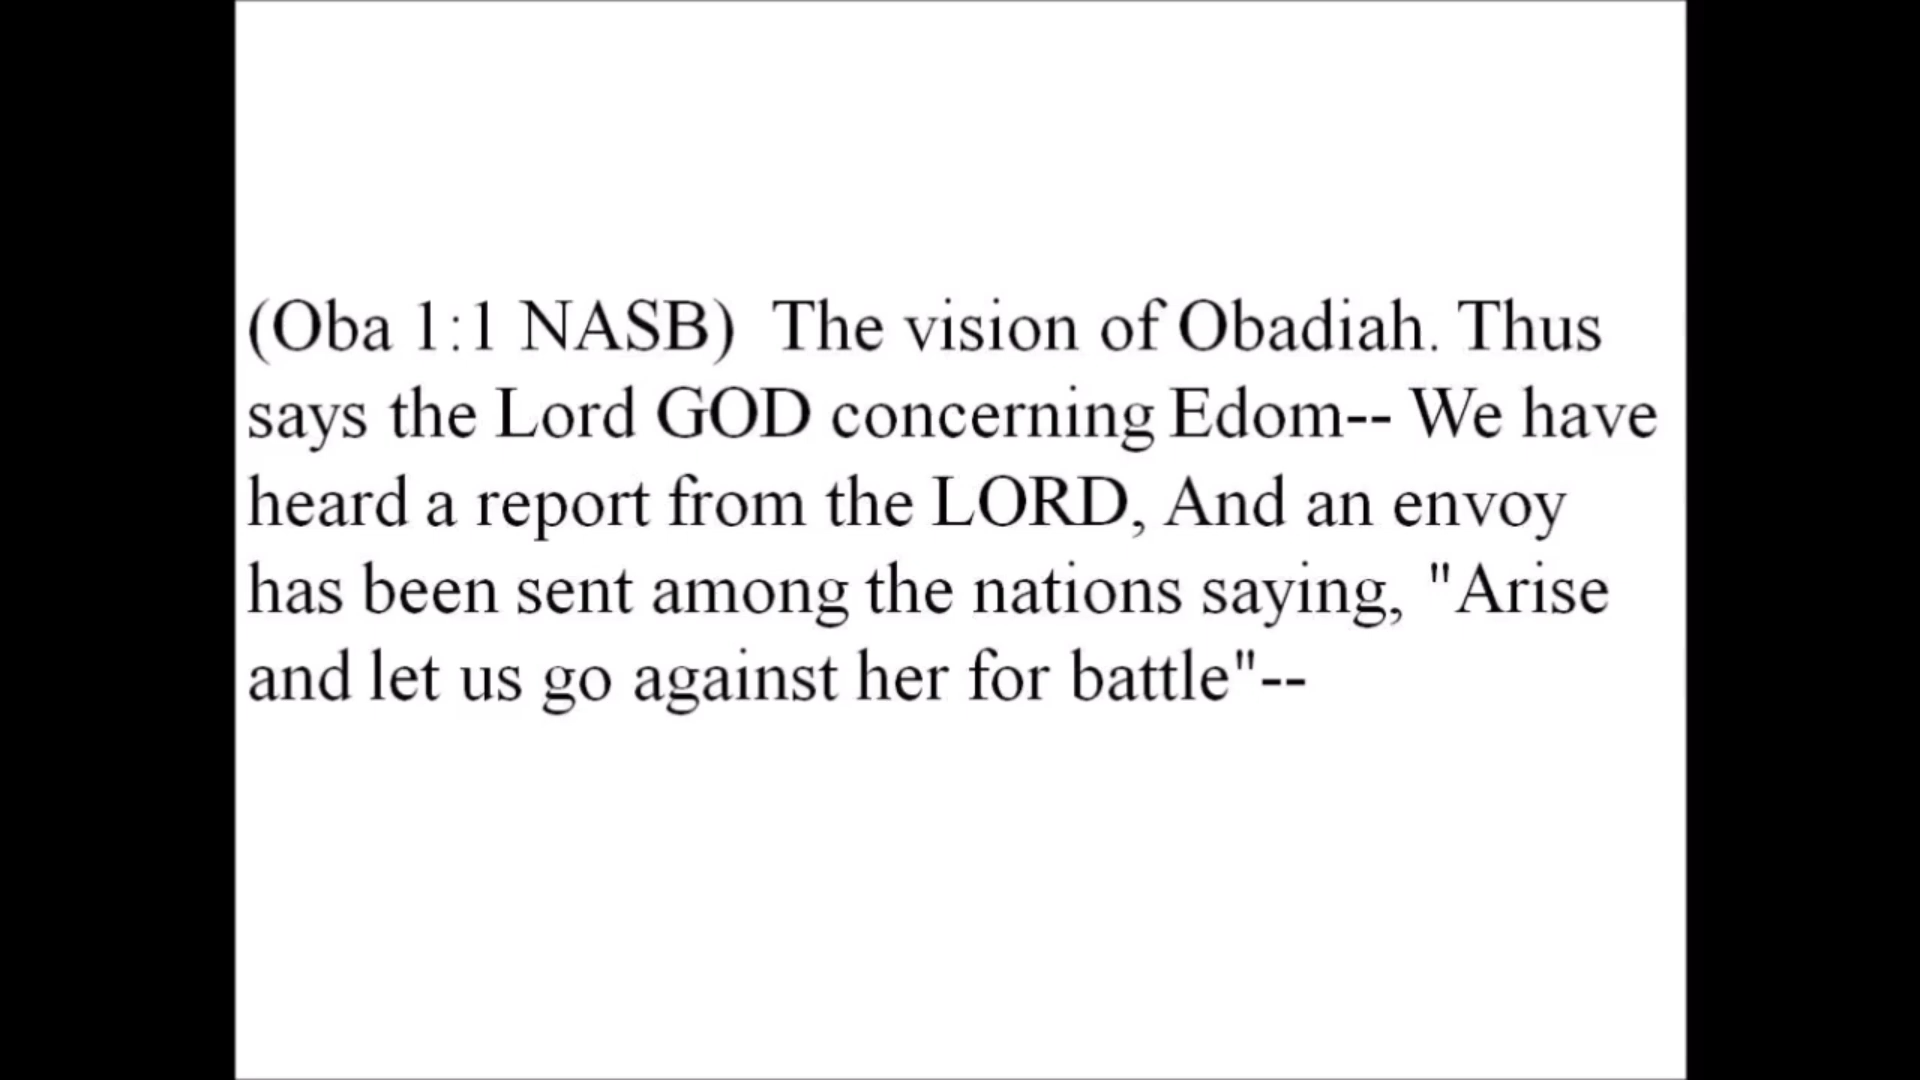 (Oba 1:1 NASB)  The vision of Obadiah. Thus
says the Lord GOD concerning Edom-- We have
heard a report from the LORD, And an envoy
has been sent among the nations saying, "Arise
and let us go against her for battle"--